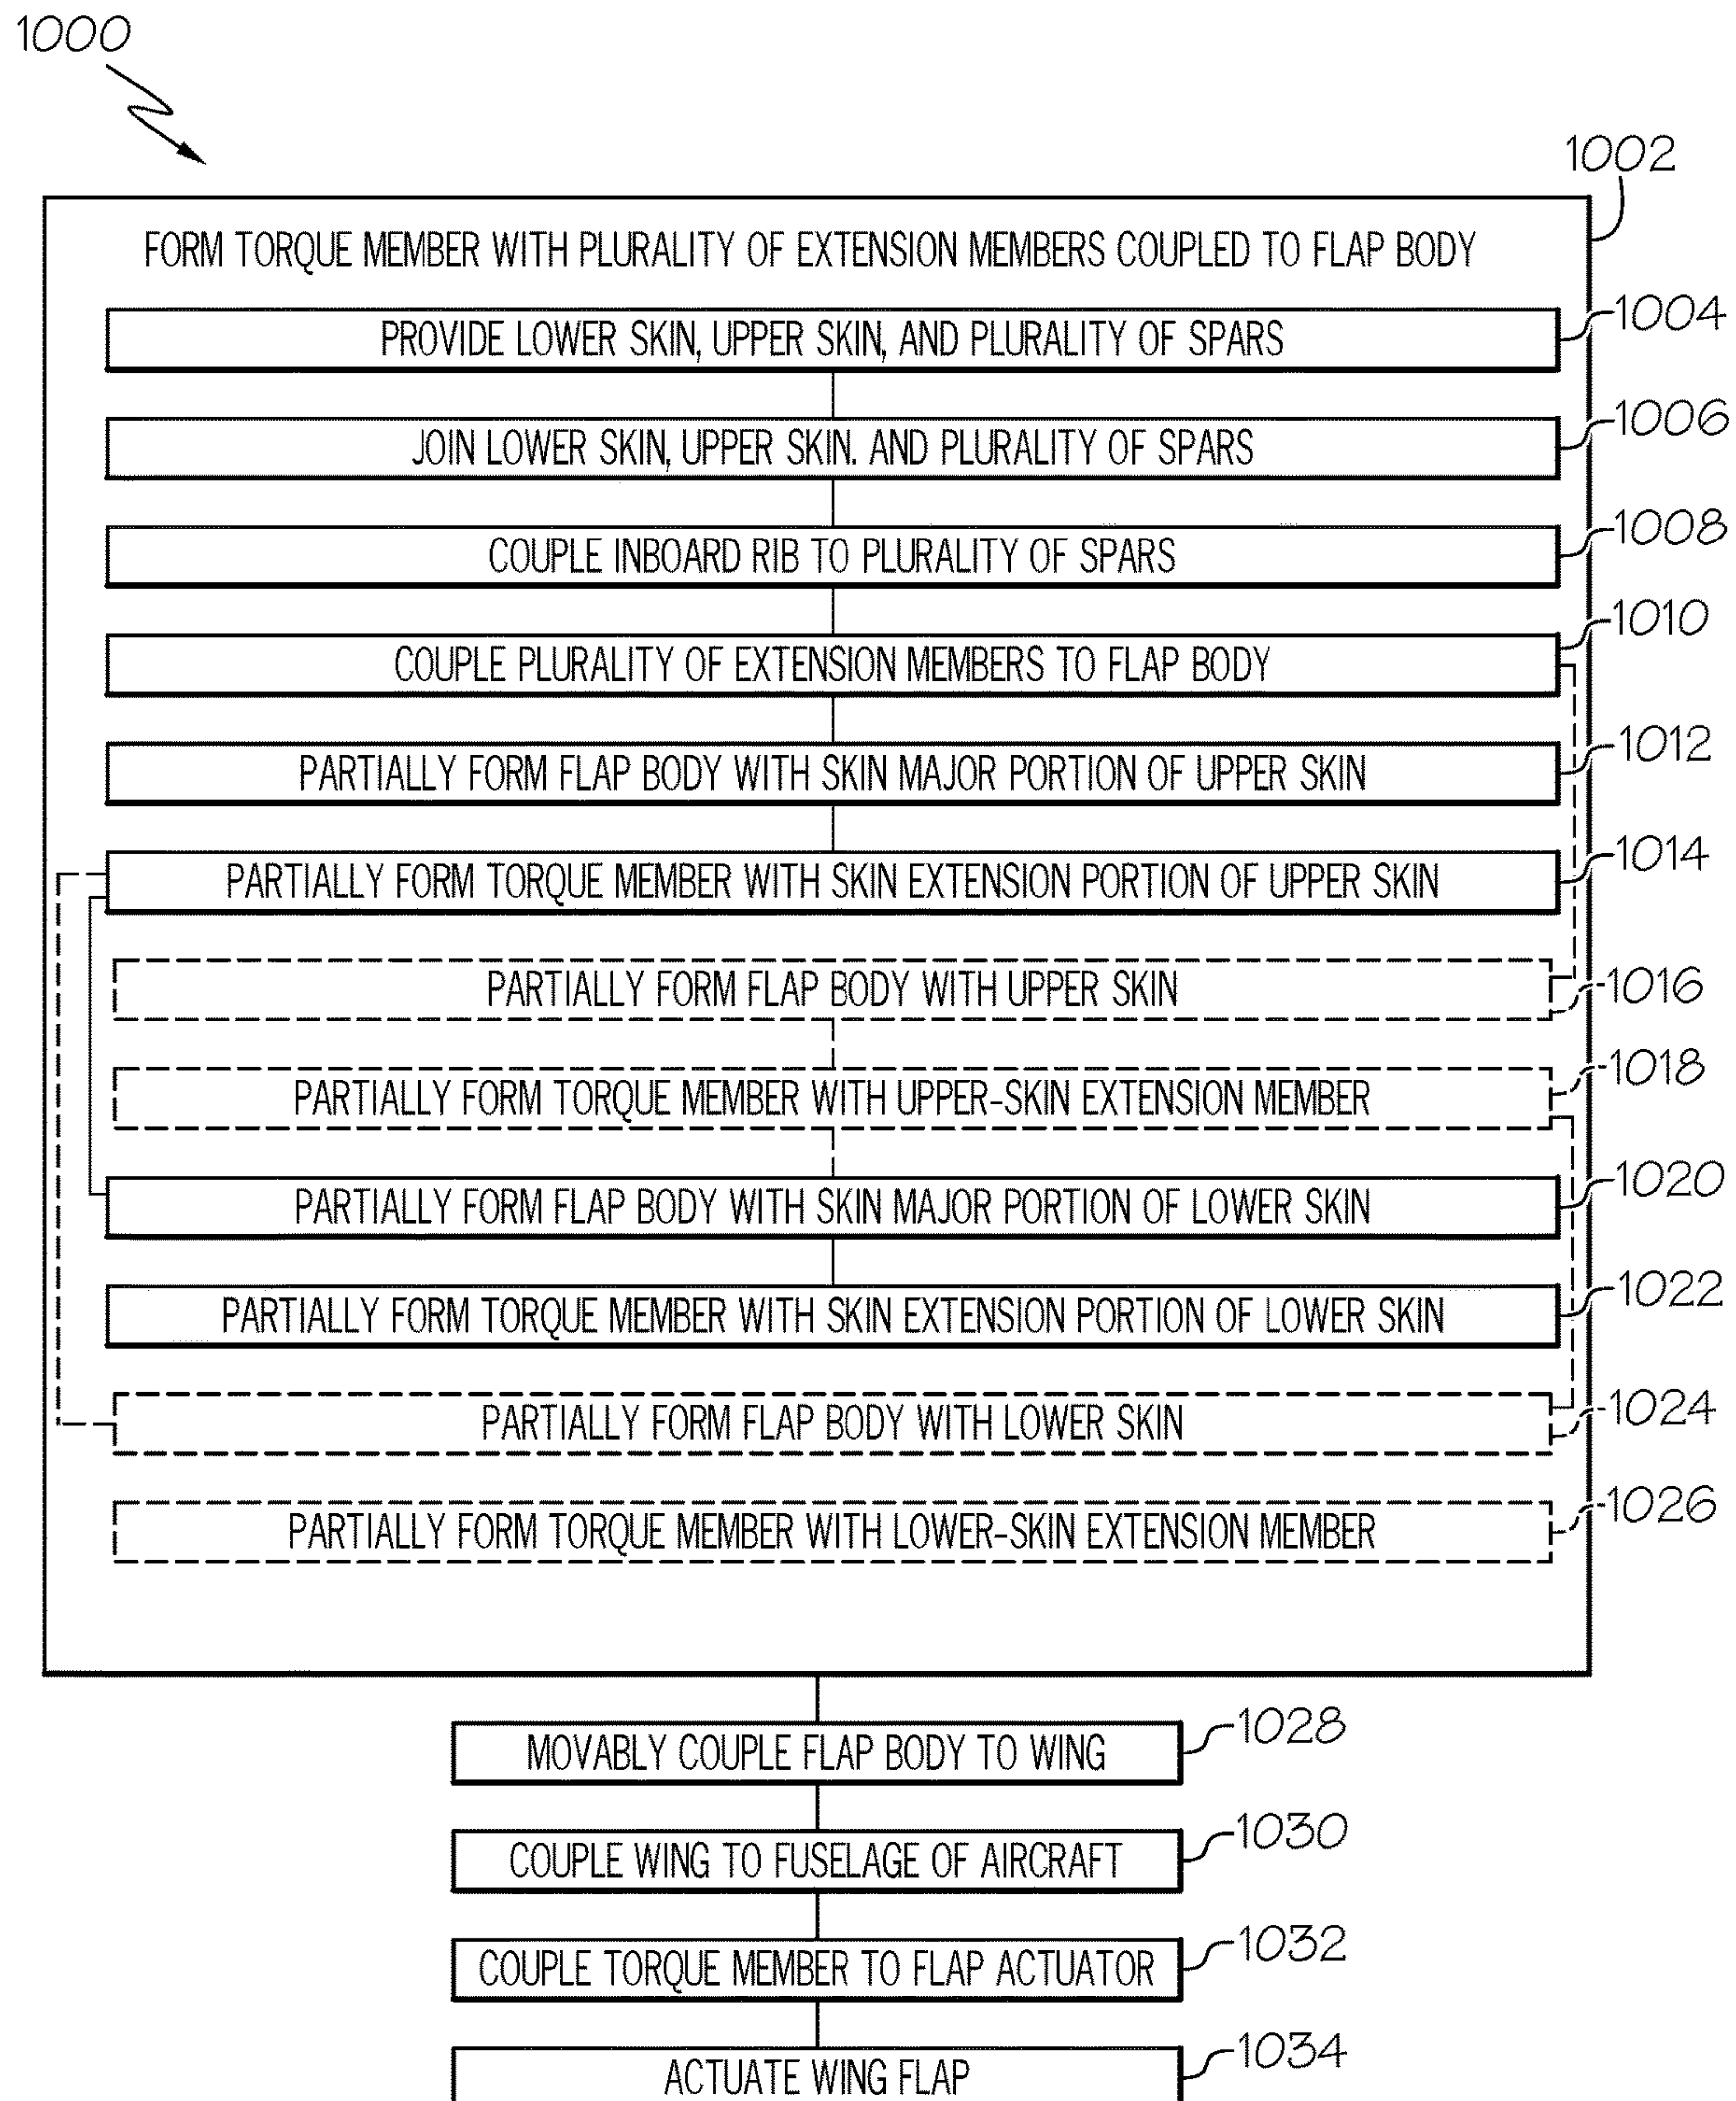 1000
1002
FORM TORQUE MEMBER WITH PLURALITY OF EXTENSION MEMBERS COUPLED TO FLAP BODY
PROVIDE LOWER SKIN, UPPER SKIN, AND PLURALITY OF SPARS
1004
JOIN LOWER SKIN, UPPER SKIN. AND PLURALITY OF SPARS
1006
COUPLE INBOARD RIB TO PLURALITY OF SPARS
1008
COUPLE PLURALITY OF EXTENSION MEMBERS TO FLAP BODY
1010
PARTIALLY FORM FLAP BODY WITH SKIN MAJOR PORTION OF UPPER SKIN
1012
PARTIALLY FORM TORQUE MEMBER WITH SKIN EXTENSION PORTION OF UPPER SKIN
1014
PARTIALLY FORM FLAP BODY WITH UPPER SKIN
1016
PARTIALLY FORM TORQUE MEMBER WITH UPPER-SKIN EXTENSION MEMBER
1018
PARTIALLY FORM FLAP BODY WITH SKIN MAJOR PORTION OF LOWER SKIN
1020
PARTIALLY FORM TORQUE MEMBER WITH SKIN EXTENSION PORTION OF LOWER SKIN
1022
PARTIALLY FORM FLAP BODY WITH LOWER SKIN
1024
PARTIALLY FORM TORQUE MEMBER WITH LOWER-SKIN EXTENSION MEMBER
1026
MOVABLY COUPLE FLAP BODY TO WING
1028
COUPLE WING TO FUSELAGE OF AIRCRAFT
1030
COUPLE TORQUE MEMBER TO FLAP ACTUATOR
1032
ACTUATE WING FLAP
1034